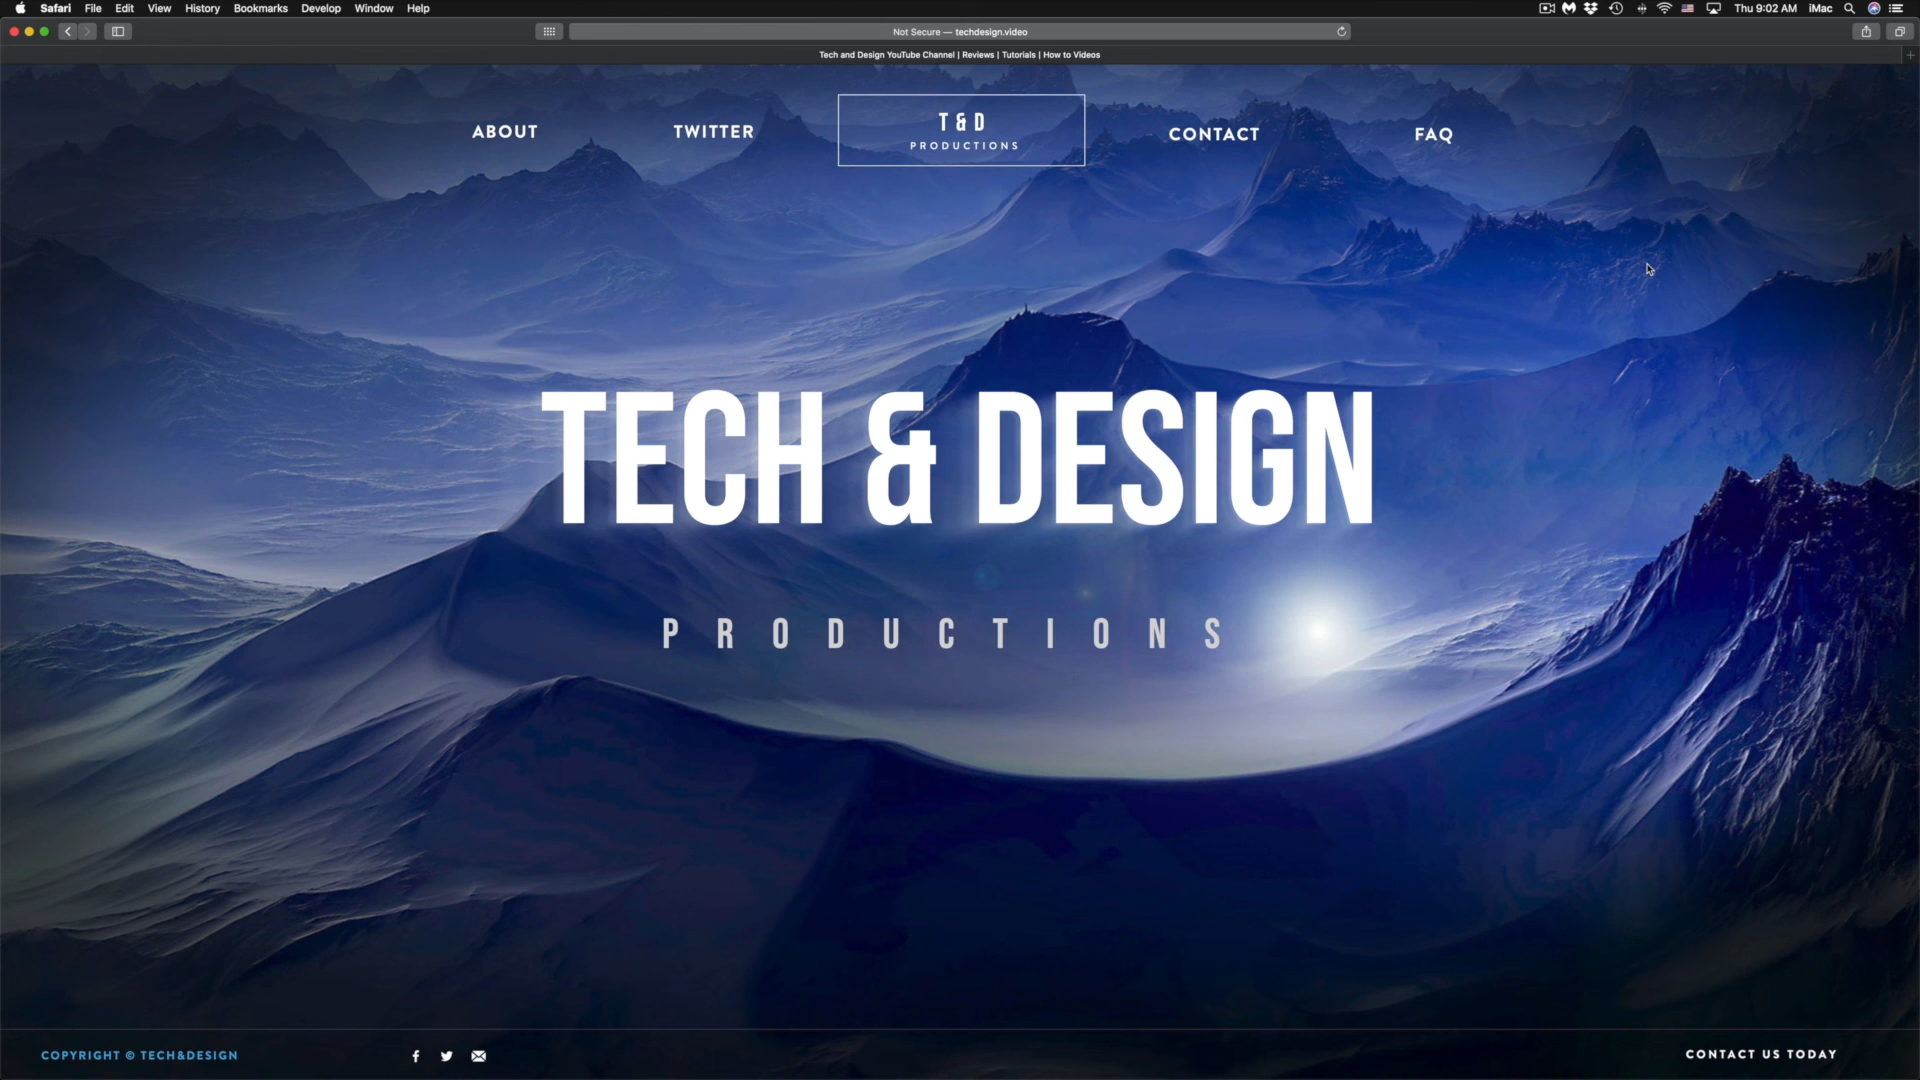 Safari File Edit View History Bookmarks Develop Window Help Thu 9:02 AM iMac
Not Secure — techdesign.video
Tech and Design YouTube Channel | Reviews | Tutorials | How to Videos
ABOUT TWITTER T&D CONTACT FAQ
PRODUCTIONS
TECH & DESIGN
PRODUCTIONS
COPYRIGHT © TECH&DESIGN CONTACT US TODAY